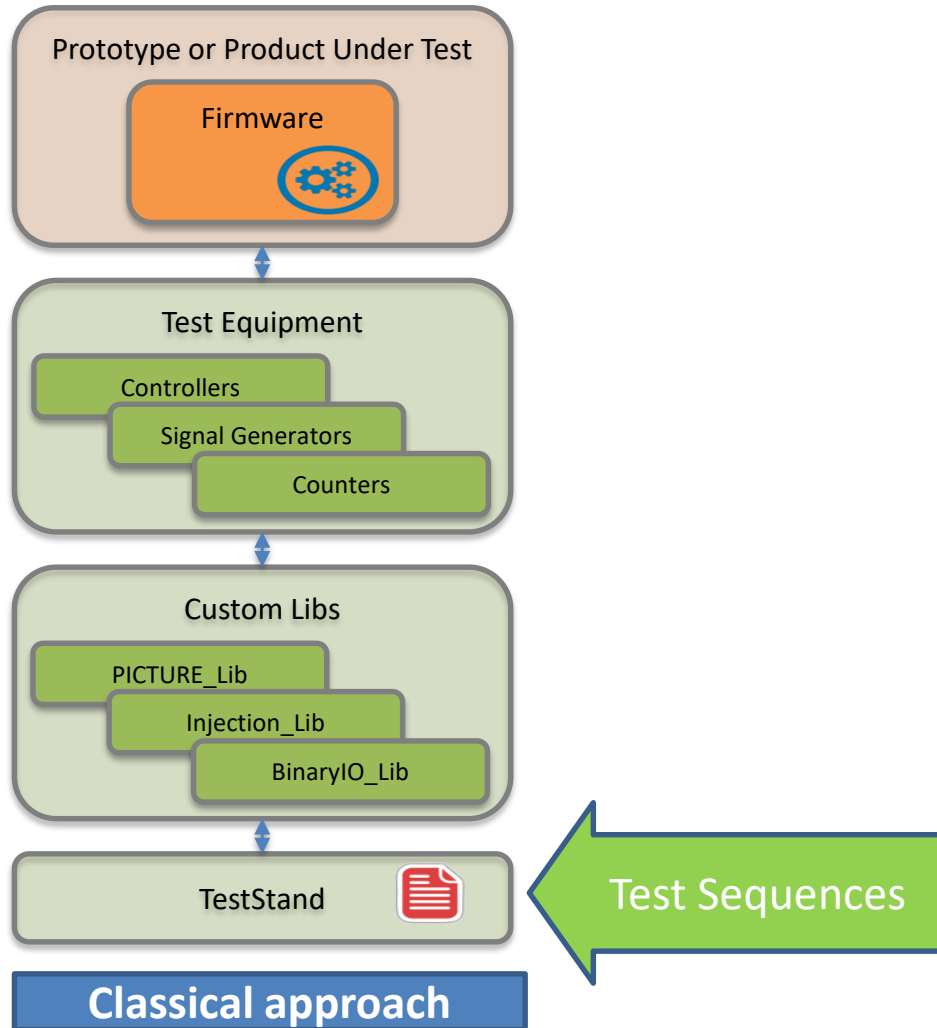 Prototype or Product Under Test
Firmware
Test Equipment
Controllers
Signal Generators
Counters
Custom Libs
PICTURE_Lib
Injection_Lib
BinaryIO_Lib
TestStand
Test Sequences
Classical approach